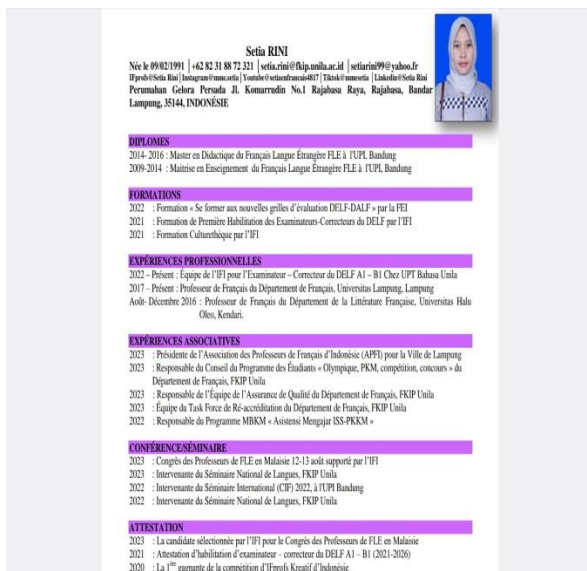 Setia RINI
Née le 09/02/1991 | +62 82 31 88 72 321 | setia.rini@fkip.unila.ac.id | setiarini99@yahoo.fr
IFprofs@Setia Rini | Instagram@mme.setia | Youtube@setiaenfrancais4817 | Tiktok@mmesetia | Linkedin@Setia Rini
Perumahan Gelora Persada Jl. Komarrudin No.1 Rajabasa Raya, Rajabasa, Bandar
Lampung, 35144, INDONÉSIE
DIPLOMES
2014- 2016 : Master en Didactique du Français Langue Étrangère FLE à l'UPI, Bandung
2009-2014 : Maitrise en Enseignement du Français Langue Étrangère FLE à l'UPI, Bandung
FORMATIONS
2022 : Formation « Se former aux nouvelles grilles d'évaluation DELF-DALF » par la FEI
2021 : Formation de Première Habilitation des Examinateurs-Correcteurs du DELF par l'IFI
2021 : Formation Culturethèque par l'IFI
EXPÉRIENCES PROFESSIONNELLES
2022 – Présent : Équipe de l'IFI pour l'Examinateur – Correcteur du DELF A1 – B1 Chez UPT Bahasa Unila
2017 – Présent : Professeur de Français du Département de Français, Universitas Lampung, Lampung
Août- Décembre 2016 : Professeur de Français du Département de la Littérature Française, Universitas Halu
Oleo, Kendari.
EXPÉRIENCES ASSOCIATIVES
2023 : Présidente de l'Association des Professeurs de Français d'Indonésie (APFI) pour la Ville de Lampung
2023 : Responsable du Conseil du Programme des Étudiants « Olympique, PKM, compétition, concours » du
Département de Français, FKIP Unila
2023 : Responsable de l'Équipe de l'Assurance de Qualité du Département de Français, FKIP Unila
2023 : Équipe du Task Force de Ré-accréditation du Département de Français, FKIP Unila
2022 : Responsable du Programme MBKM « Asistensi Mengajar ISS-PKKM »
CONFÉRENCE/SÉMINAIRE
2023 : Congrès des Professeurs de FLE en Malaisie 12-13 août supporté par l'IFI
2023 : Intervenante du Séminaire National de Langues, FKIP Unila
2022 : Intervenante du Séminaire International (CIF) 2022, à l'UPI Bandung
2022 : Intervenante du Séminaire National de Langues, FKIP Unila
ATTESTATION
2023 : La candidate sélectionnée par l'IFI pour le Congrès des Professeurs de FLE en Malaisie
2021 : Attestation d'habilitation d'examinateur – correcteur du DELF A1 – B1 (2021-2026)
2020 : La 1ère gagnante de la compétition d'IFprofs Kreatif d'Indonésie